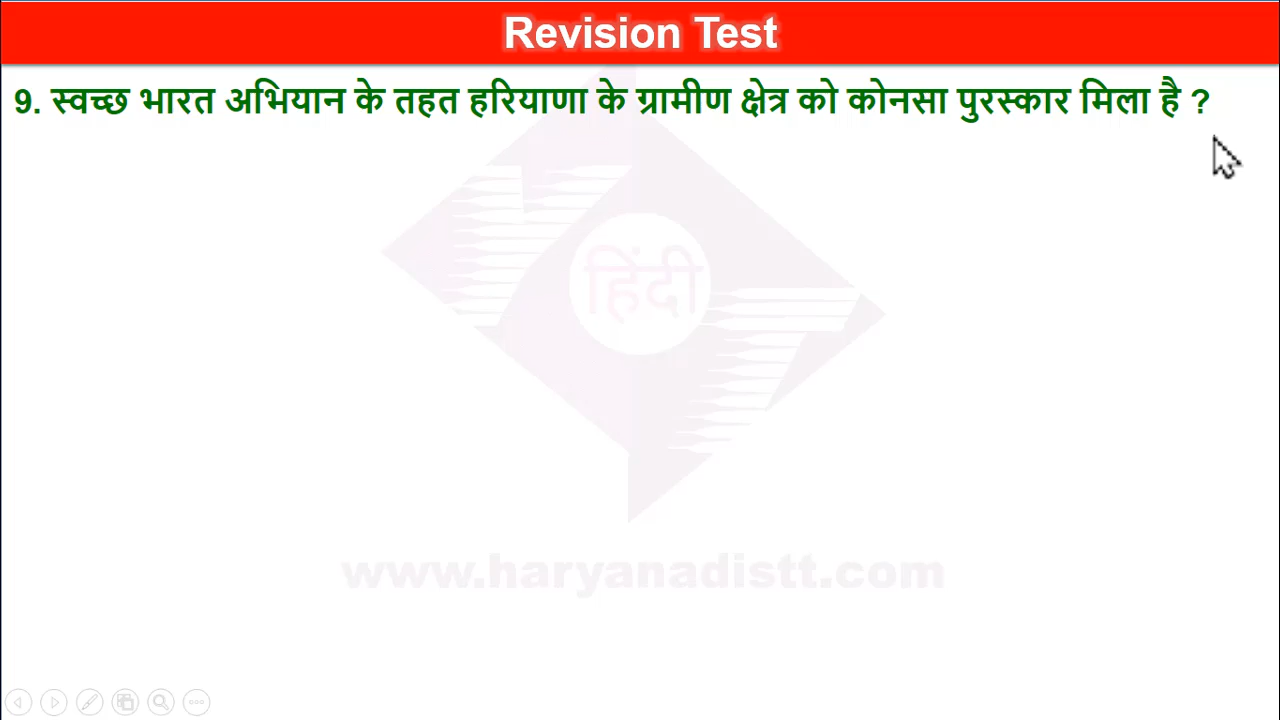 Revision Test
9. स्वच्छ भारत अभियान के तहत हरियाणा के ग्रामीण क्षेत्र को कोनसा पुरस्कार मिला है ?
हिंदी
www.haryanadistt.com